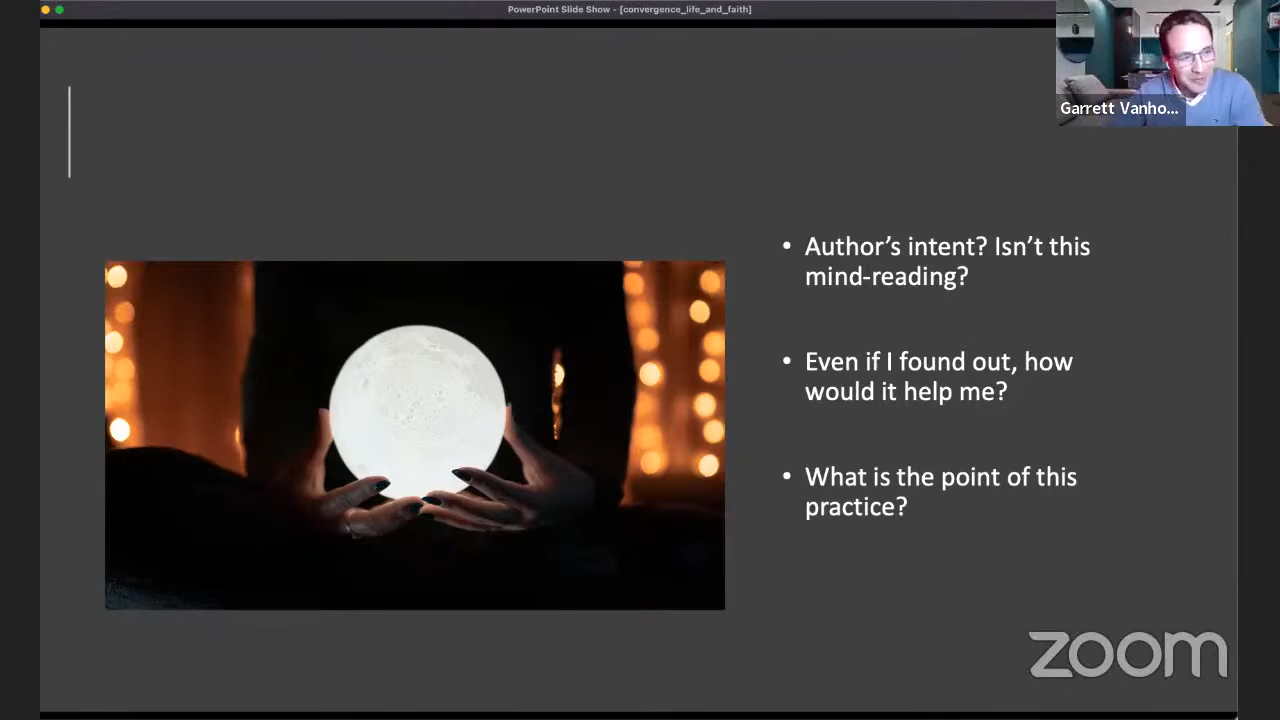 PowerPoint Slide Show - [convergence_life_and_faith]
Garrett Vanho...
• Author’s intent? Isn’t this
mind-reading?
• Even if I found out, how
would it help me?
• What is the point of this
practice?
zoom